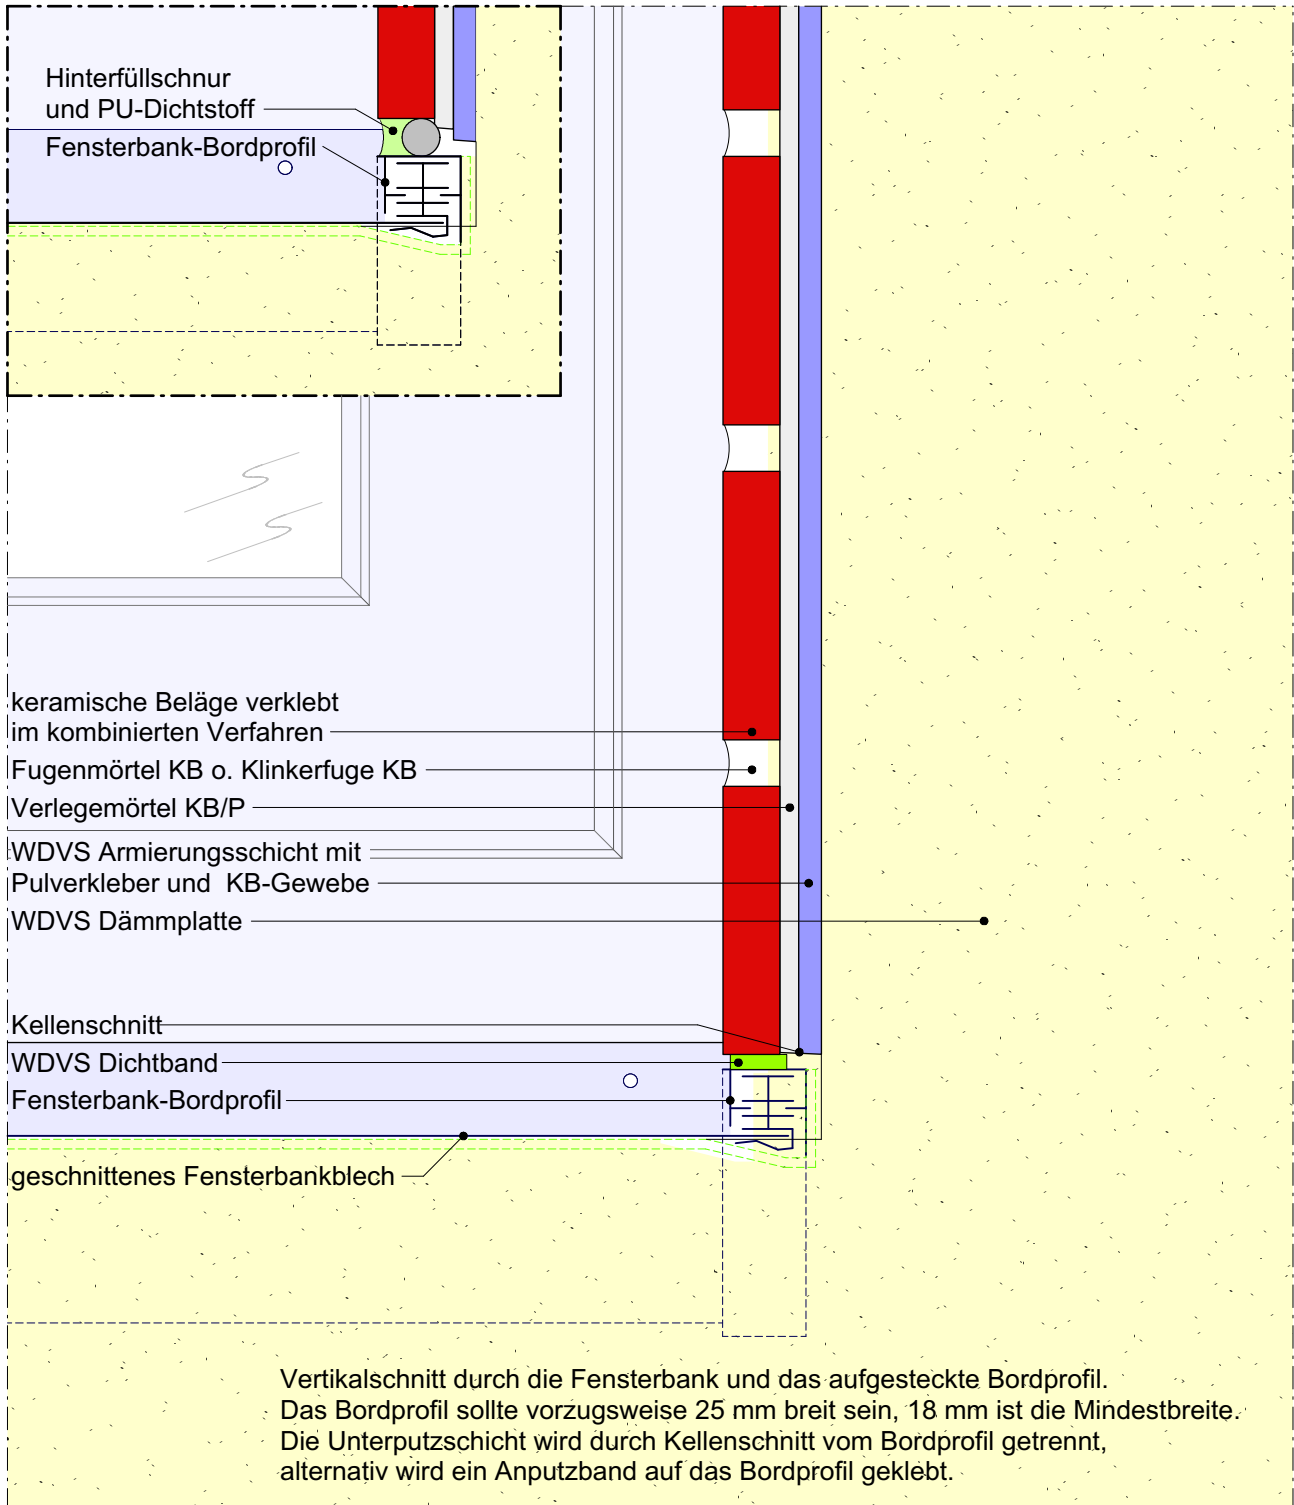 Hinterfüllschnur
und PU-Dichtstoff
Fensterbank-Bordprofil
keramische Beläge verklebt
im kombinierten Verfahren
Fugenmörtel KB o. Klinkerfuge KB
Verlegemörtel KB/P
WDVS Armierungsschicht mit
Pulverkleber und KB-Gewebe
WDVS Dämmplatte
Kellenschnitt
WDVS Dichtband
Fensterbank-Bordprofil
geschnittenes Fensterbankblech
Vertikalschnitt durch die Fensterbank und das aufgesteckte Bordprofil.
Das Bordprofil sollte vorzugsweise 25 mm breit sein, 18 mm ist die Mindestbreite.
Die Unterputzschicht wird durch Kellenschnitt vom Bordprofil getrennt,
alternativ wird ein Anputzband auf das Bordprofil geklebt.